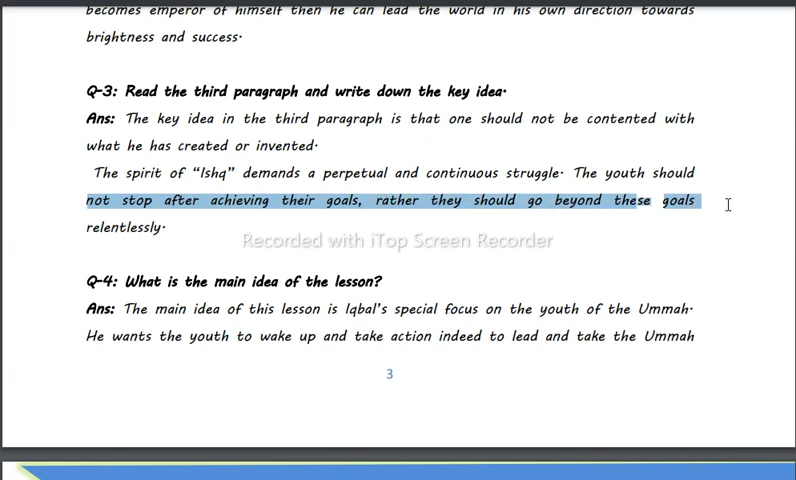 becomes emperor of himself then he can lead the world in his own direction towards
brightness and success.
Q-3: Read the third paragraph and write down the key idea.
Ans: The key idea in the third paragraph is that one should not be contented with
what he has created or invented.
The spirit of “Ishq” demands a perpetual and continuous struggle. The youth should
not stop after achieving their goals, rather they should go beyond these goals
relentlessly.
Recorded with iTop Screen Recorder
Q-4: What is the main idea of the lesson?
Ans: The main idea of this lesson is Iqbal’s special focus on the youth of the Ummah.
He wants the youth to wake up and take action indeed to lead and take the Ummah
3